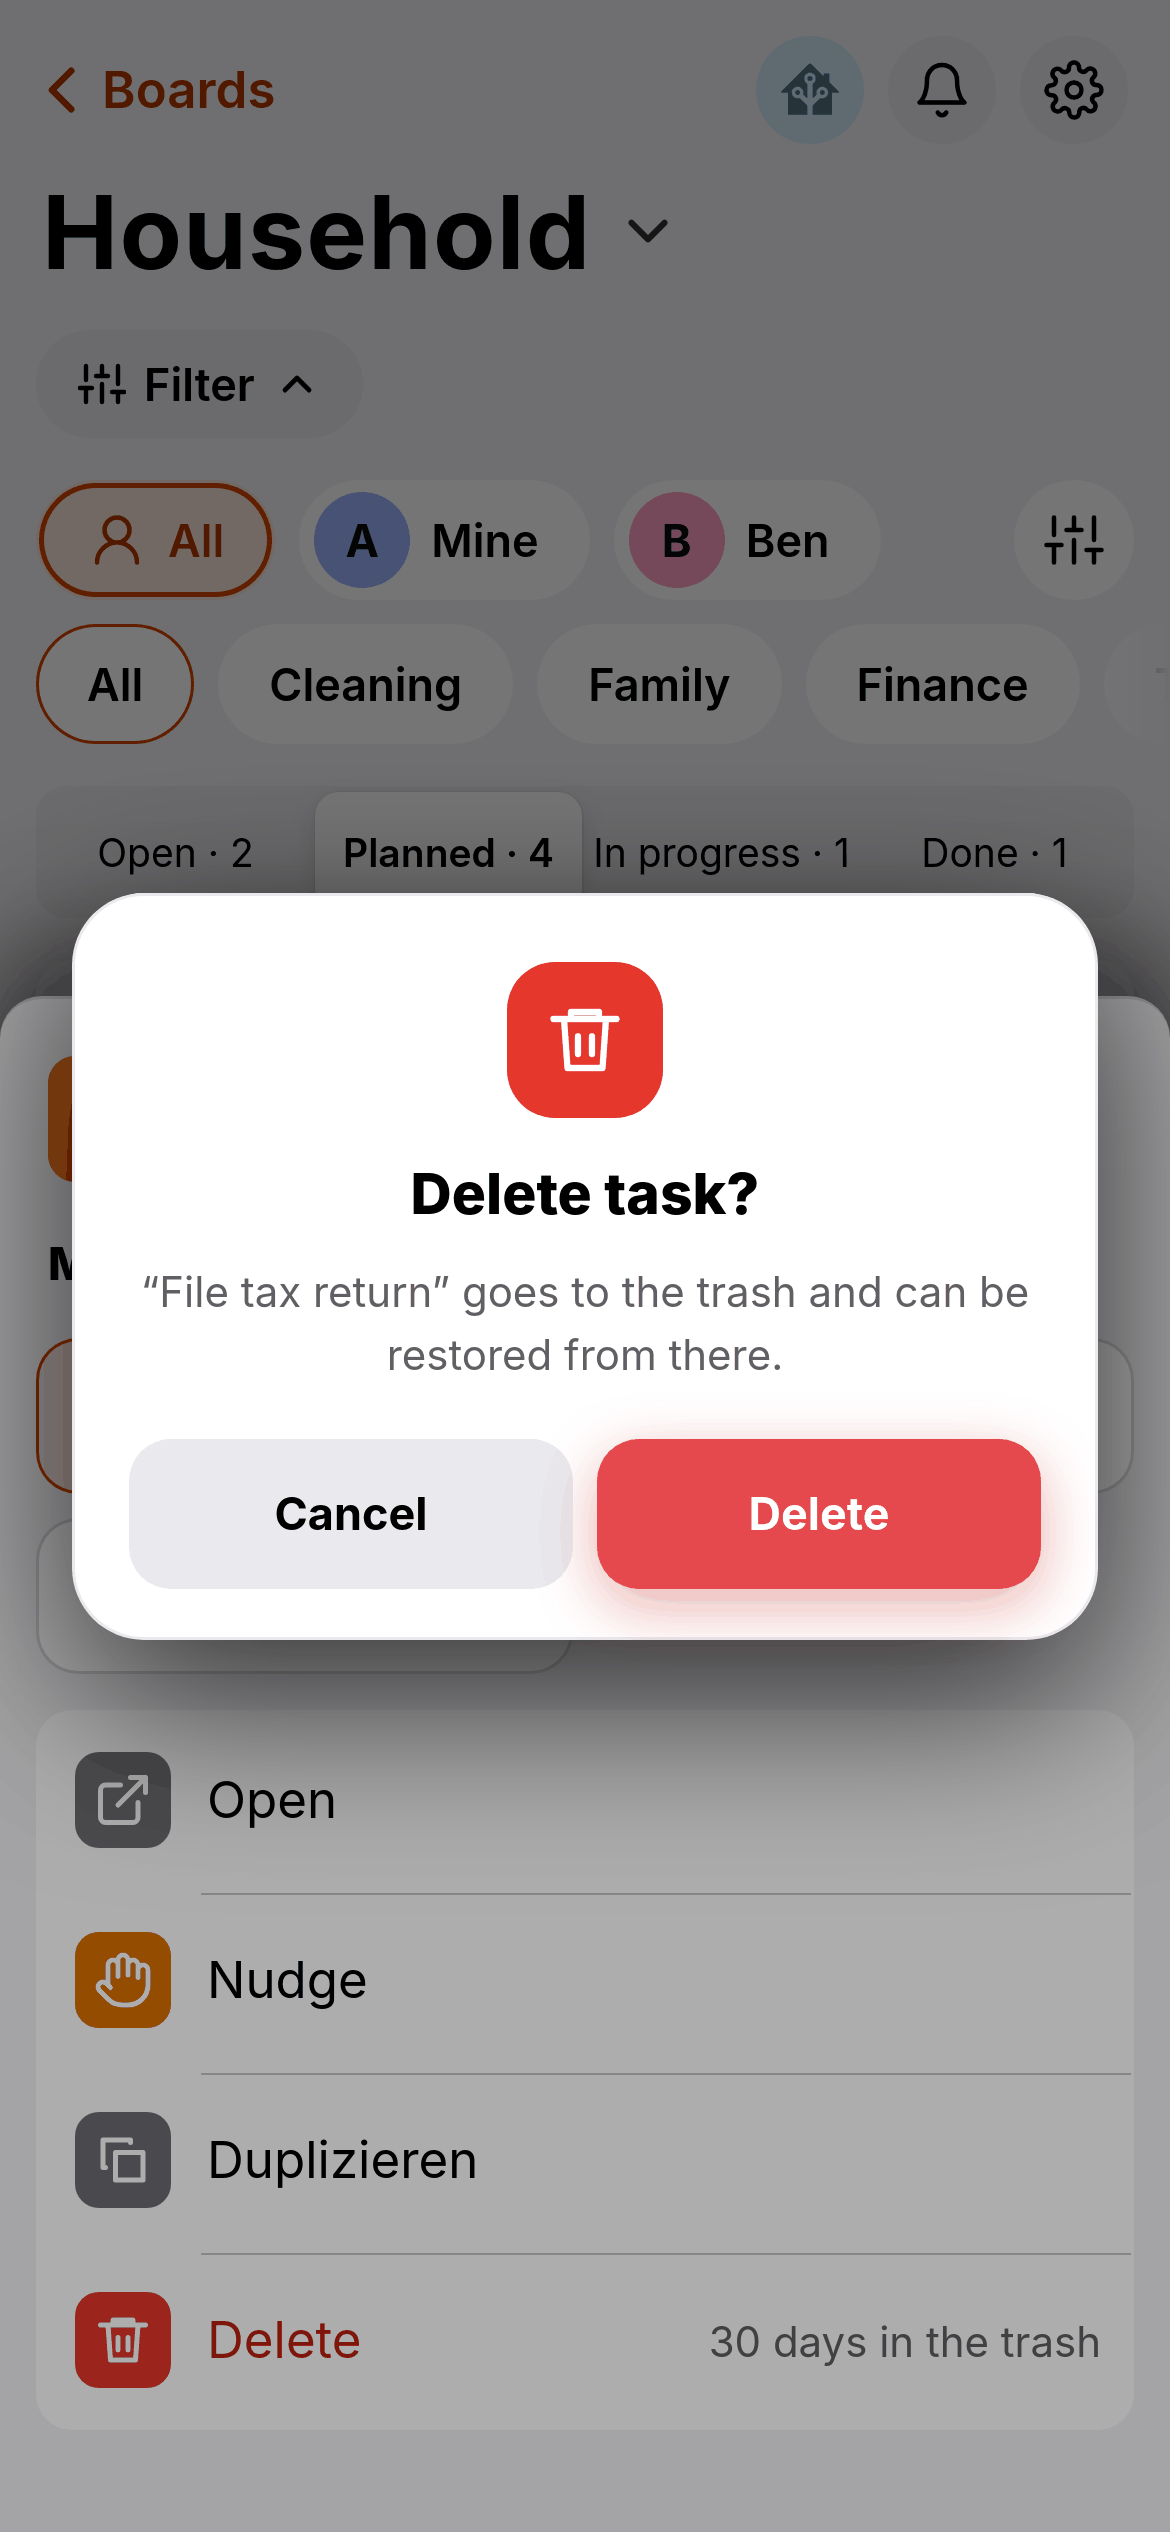 Boards
Household
Filter
All
A Mine
B Ben
All
Cleaning
Family
Finance
Open · 2
Planned · 4
In progress · 1
Done · 1
Delete task?
“File tax return” goes to the trash and can be
restored from there.
Cancel
Delete
Open
Nudge
Duplizieren
Delete
30 days in the trash